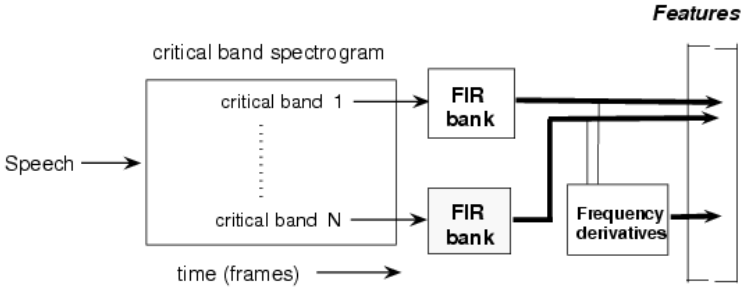 Features
critical band spectrogram
critical band 1
FIR
bank
Speech
critical band N
FIR
bank
Frequency
derivatives
time (frames)